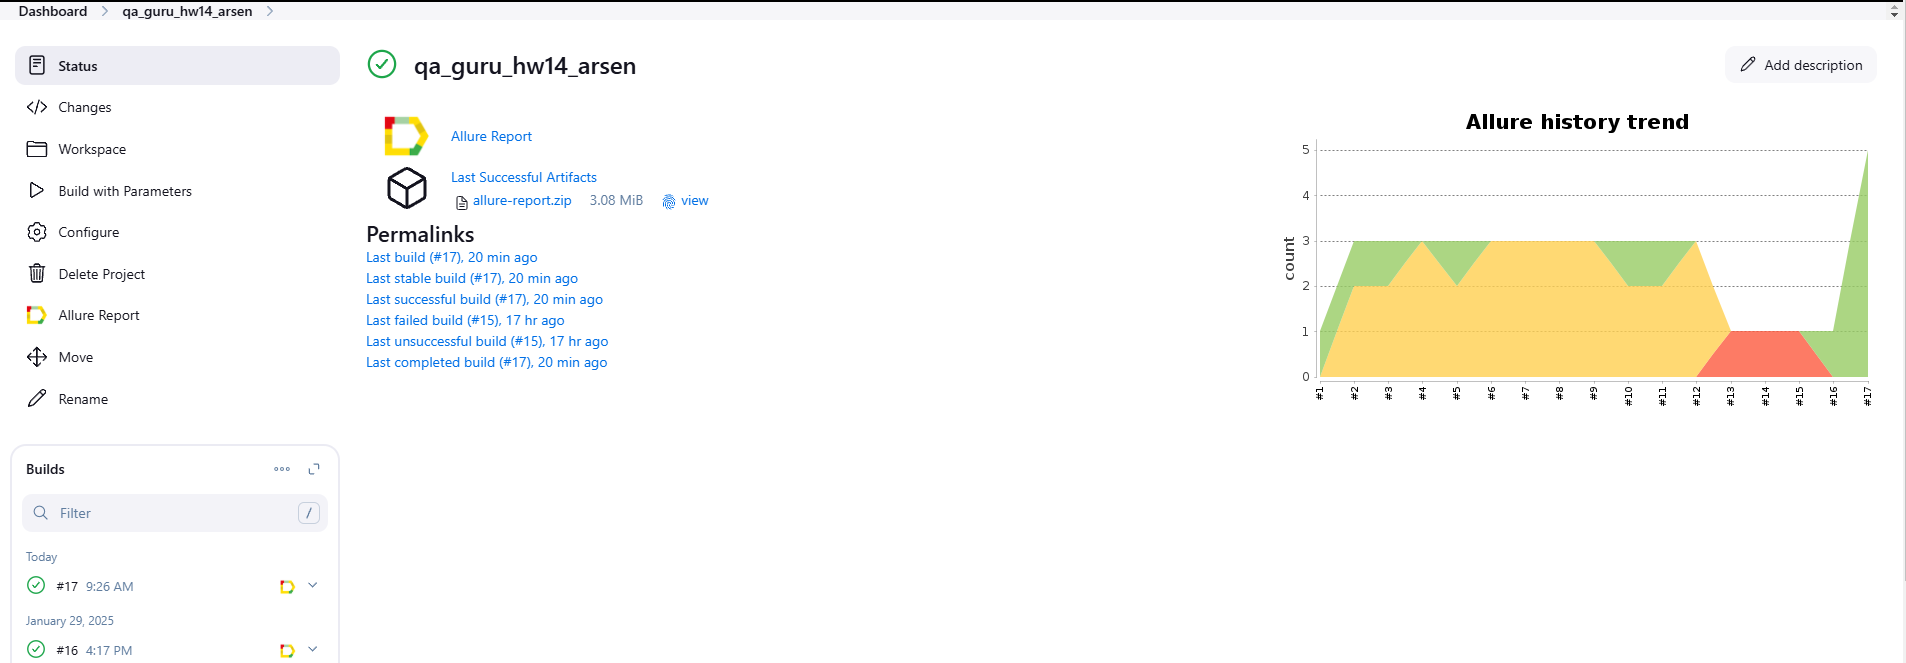 Dashboard > qa_guru_hw14_arsen >
Status
Changes
Workspace
Build with Parameters
Configure
Delete Project
Allure Report
Move
Rename
Builds
Filter /
Today
#17 9:26 AM
January 29, 2025
#16 4:17 PM
qa_guru_hw14_arsen
Add description
Allure Report
Last Successful Artifacts
allure-report.zip 3.08 MiB view
Permalinks
Last build (#17), 20 min ago
Last stable build (#17), 20 min ago
Last successful build (#17), 20 min ago
Last failed build (#15), 17 hr ago
Last unsuccessful build (#15), 17 hr ago
Last completed build (#17), 20 min ago
Allure history trend
count
5
4
3
2
1
0
#1 #2 #3 #4 #5 #6 #7 #8 #9 #10 #11 #12 #13 #14 #15 #16 #17